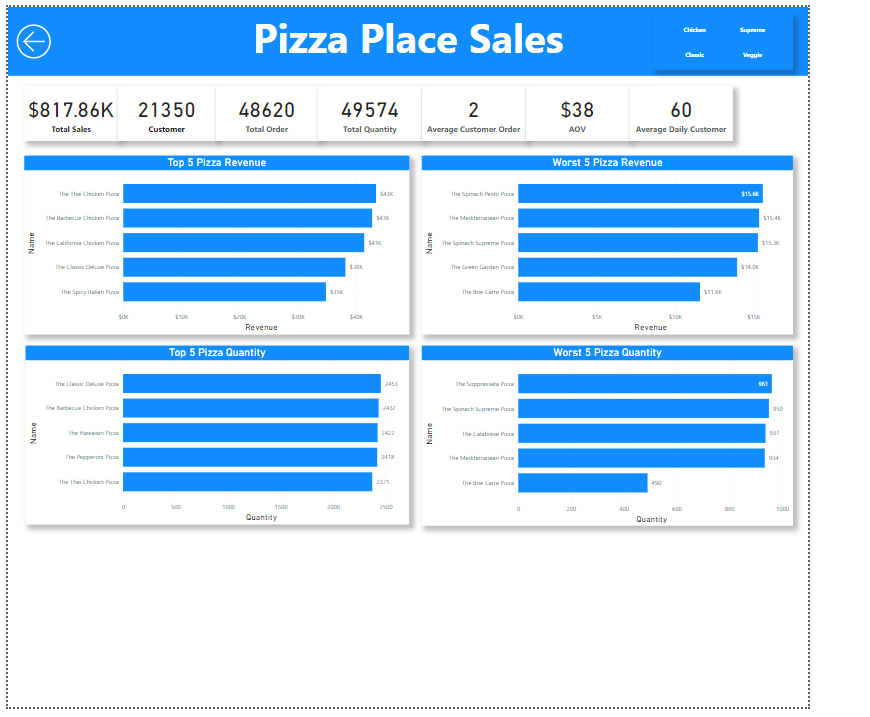 Pizza Place Sales
Chicken Supreme
Classic Veggie
$817.86K 21350 48620 49574 2 $38 60
Total Sales Customer Total Order Total Quantity Average Customer Order AOV Average Daily Customer
Top 5 Pizza Revenue
Name
The Thai Chicken Pizza $43K
The Barbecue Chicken Pizza $43K
The California Chicken Pizza $41K
The Classic Deluxe Pizza $38K
The Spicy Italian Pizza $35K
$0K $10K $20K $30K $40K
Revenue
Worst 5 Pizza Revenue
Name
The Spinach Pesto Pizza $15.6K
The Mediterranean Pizza $15.4K
The Spinach Supreme Pizza $15.3K
The Green Garden Pizza $14.0K
The Brie Carre Pizza $11.6K
$0K $5K $10K $15K
Revenue
Top 5 Pizza Quantity
Name
The Classic Deluxe Pizza 2453
The Barbecue Chicken Pizza 2432
The Hawaiian Pizza 2422
The Pepperoni Pizza 2418
The Thai Chicken Pizza 2371
0 500 1000 1500 2000 2500
Quantity
Worst 5 Pizza Quantity
Name
The Soppressata Pizza 961
The Spinach Supreme Pizza 950
The Calabrese Pizza 937
The Mediterranean Pizza 934
The Brie Carre Pizza 490
0 200 400 600 800 1000
Quantity